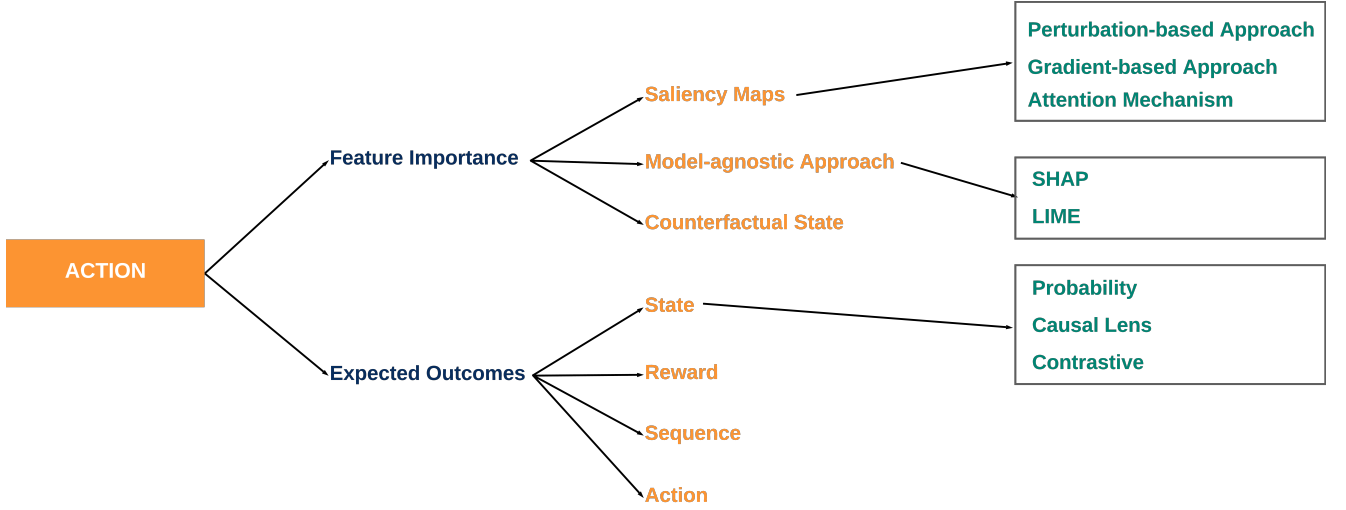 ACTION
Feature Importance
Saliency Maps
Perturbation-based Approach
Gradient-based Approach
Attention Mechanism
Model-agnostic Approach
SHAP
LIME
Counterfactual State
Expected Outcomes
State
Probability
Causal Lens
Contrastive
Reward
Sequence
Action